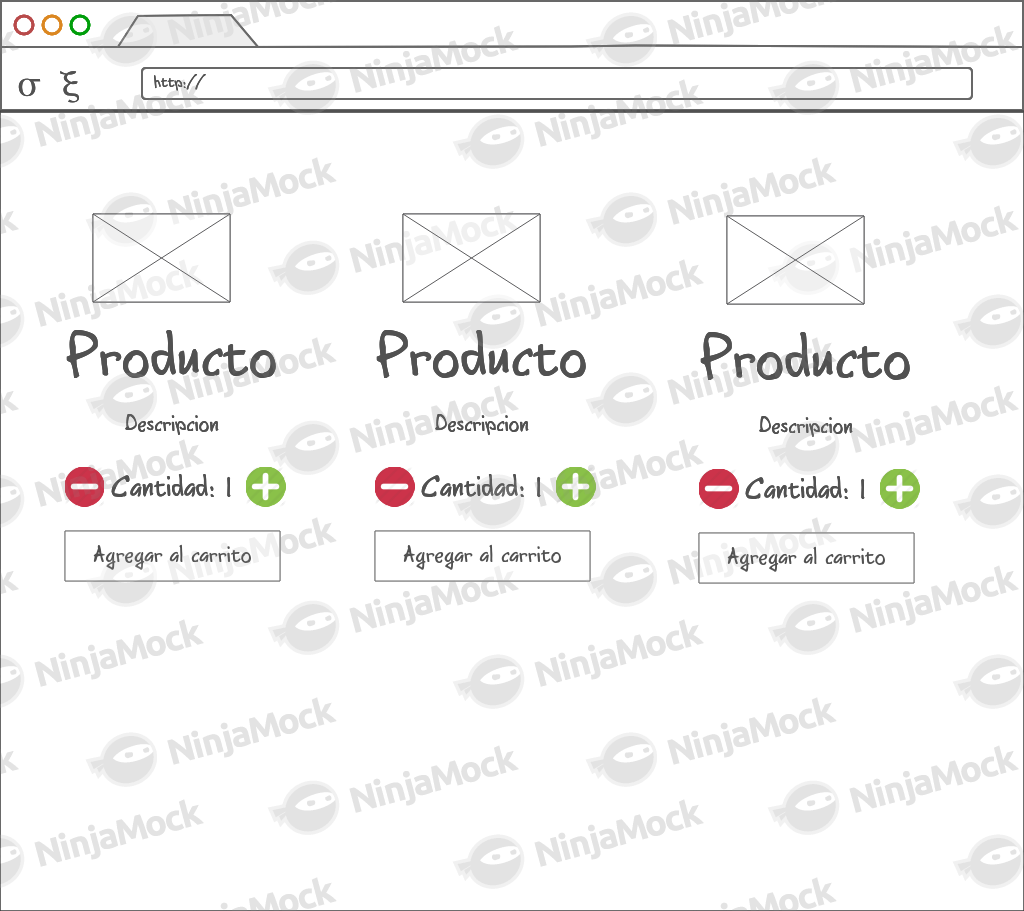 σ ξ http://
Producto Producto Producto
Descripcion Descripcion Descripcion
Cantidad: 1 Cantidad: 1 Cantidad: 1
Agregar al carrito Agregar al carrito Agregar al carrito
NinjaMock